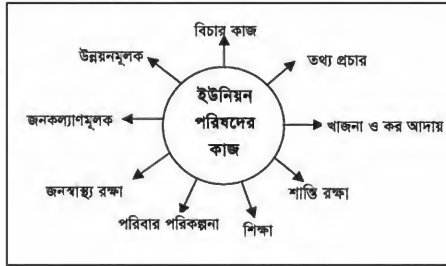 বিচার কাজ
উন্নয়নমূলক
তথ্য প্রচার
ইউনিয়ন
পরিষদের
কাজ
জনকল্যাণমূলক
খাজনা ও কর আদায়
জনস্বাস্থ্য রক্ষা
শান্তি রক্ষা
পরিবার পরিকল্পনা
শিক্ষা